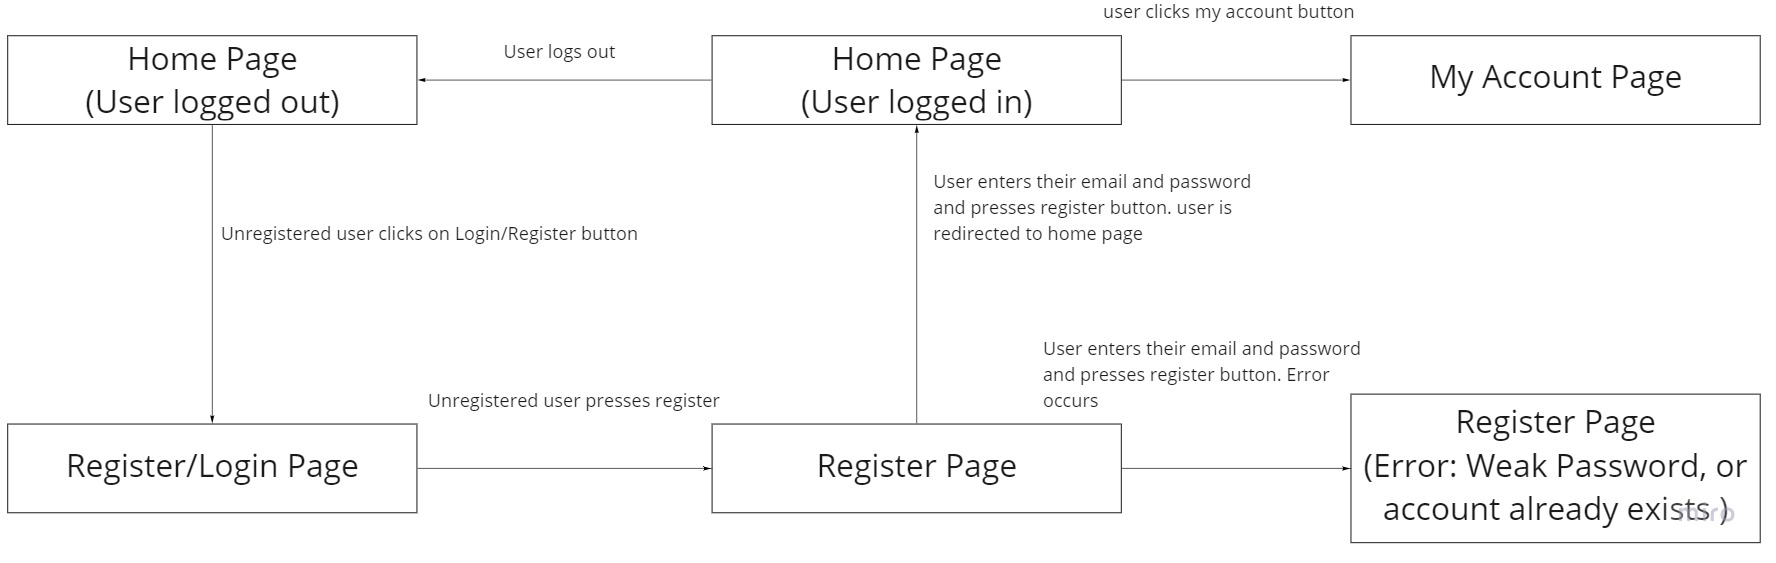 user clicks my account button
Home Page
(User logged out)
User logs out
Home Page
(User logged in)
My Account Page
User enters their email and password
and presses register button. user is
redirected to home page
Unregistered user clicks on Login/Register button
User enters their email and password
and presses register button. Error
occurs
Unregistered user presses register
Register/Login Page
Register Page
Register Page
(Error: Weak Password, or
account already exists )
miro